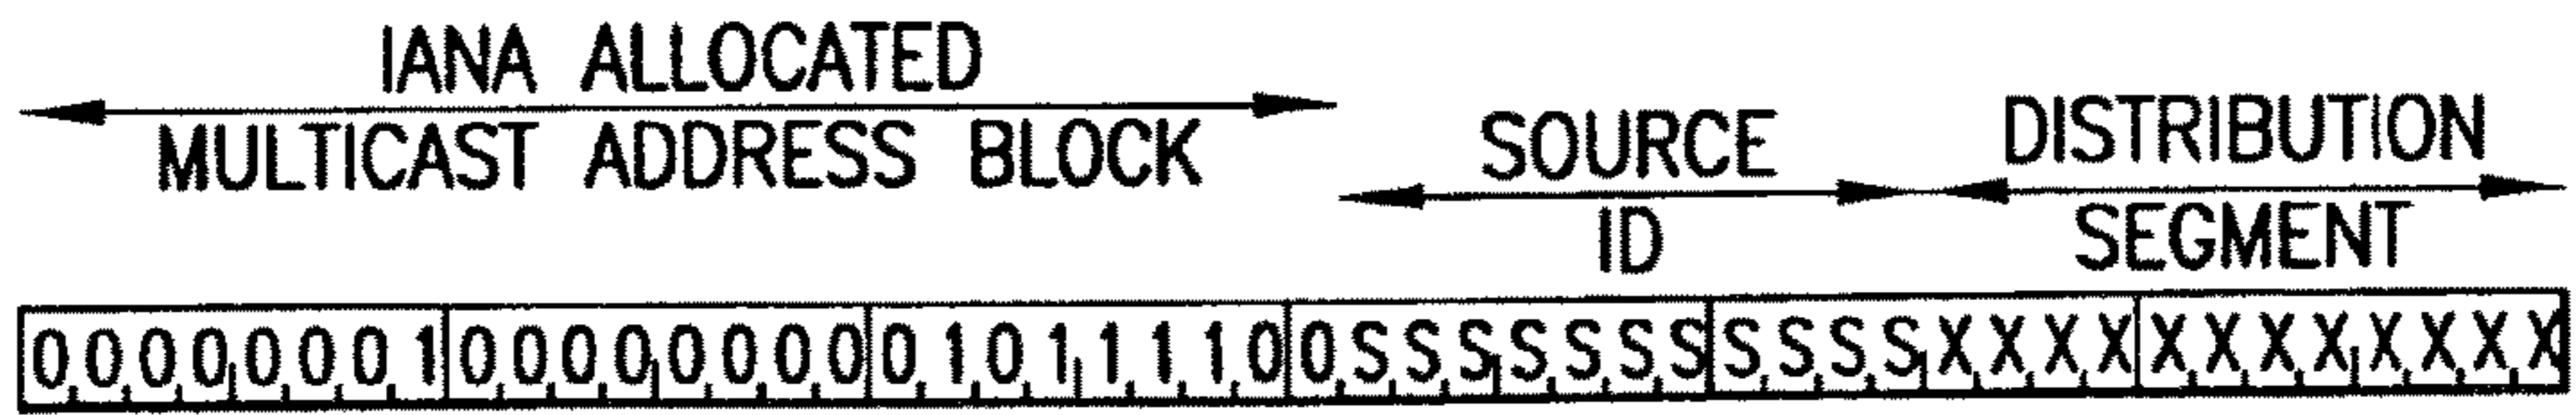 IANA ALLOCATED
MULTICAST ADDRESS BLOCK
SOURCE
ID
DISTRIBUTION
SEGMENT
0 0 0 0 0 0 0 1 0 0 0 0 0 0 0 0 0 1 0 1 1 1 1 0 0 S S S S S S S S S S S X X X X X X X X X X X X